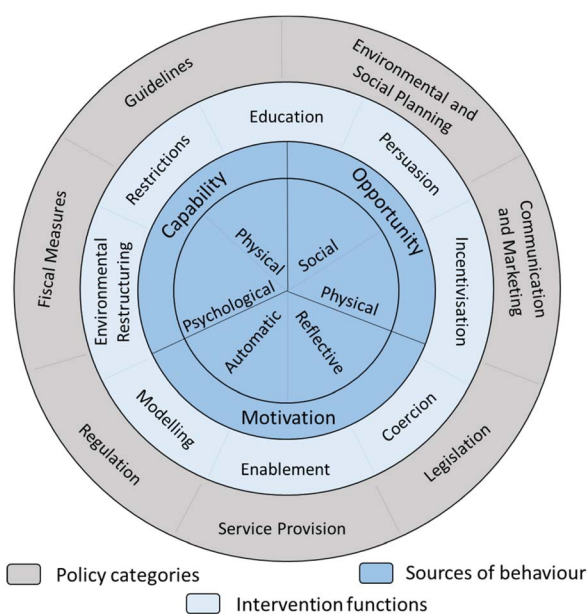 Guidelines
Environmental and
Social Planning
Communication
and Marketing
Legislation
Service Provision
Regulation
Fiscal Measures
Education
Persuasion
Incentivisation
Coercion
Enablement
Modelling
Environmental
Restructuring
Restrictions
Capability
Opportunity
Motivation
Physical
Social
Physical
Reflective
Automatic
Psychological
Policy categories
Sources of behaviour
Intervention functions